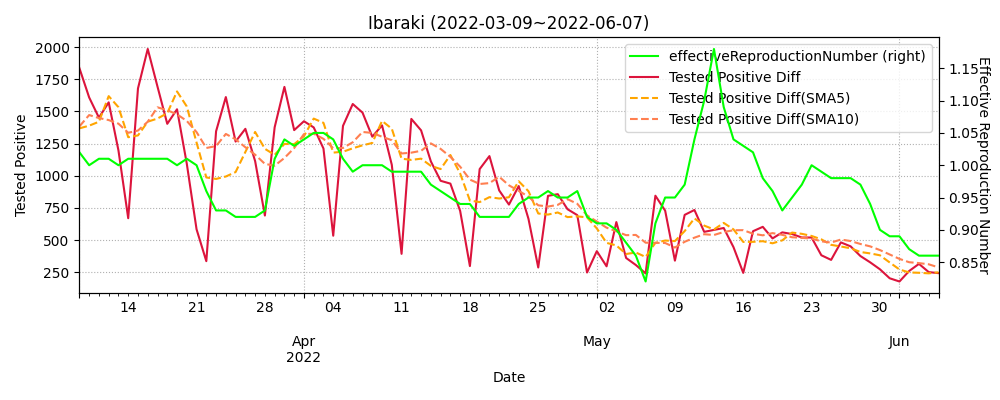 Ibaraki (2022-03-09~2022-06-07)
effectiveReproductionNumber (right)
Tested Positive Diff
Tested Positive Diff(SMA5)
Tested Positive Diff(SMA10)
Tested Positive
2000
1750
1500
1250
1000
750
500
250
1.15
1.10
1.05
1.00
0.95
0.90
0.85
Effective Reproduction Number
14 21 28 04 11 18 25 02 09 16 23 30
Apr May Jun
2022
Date